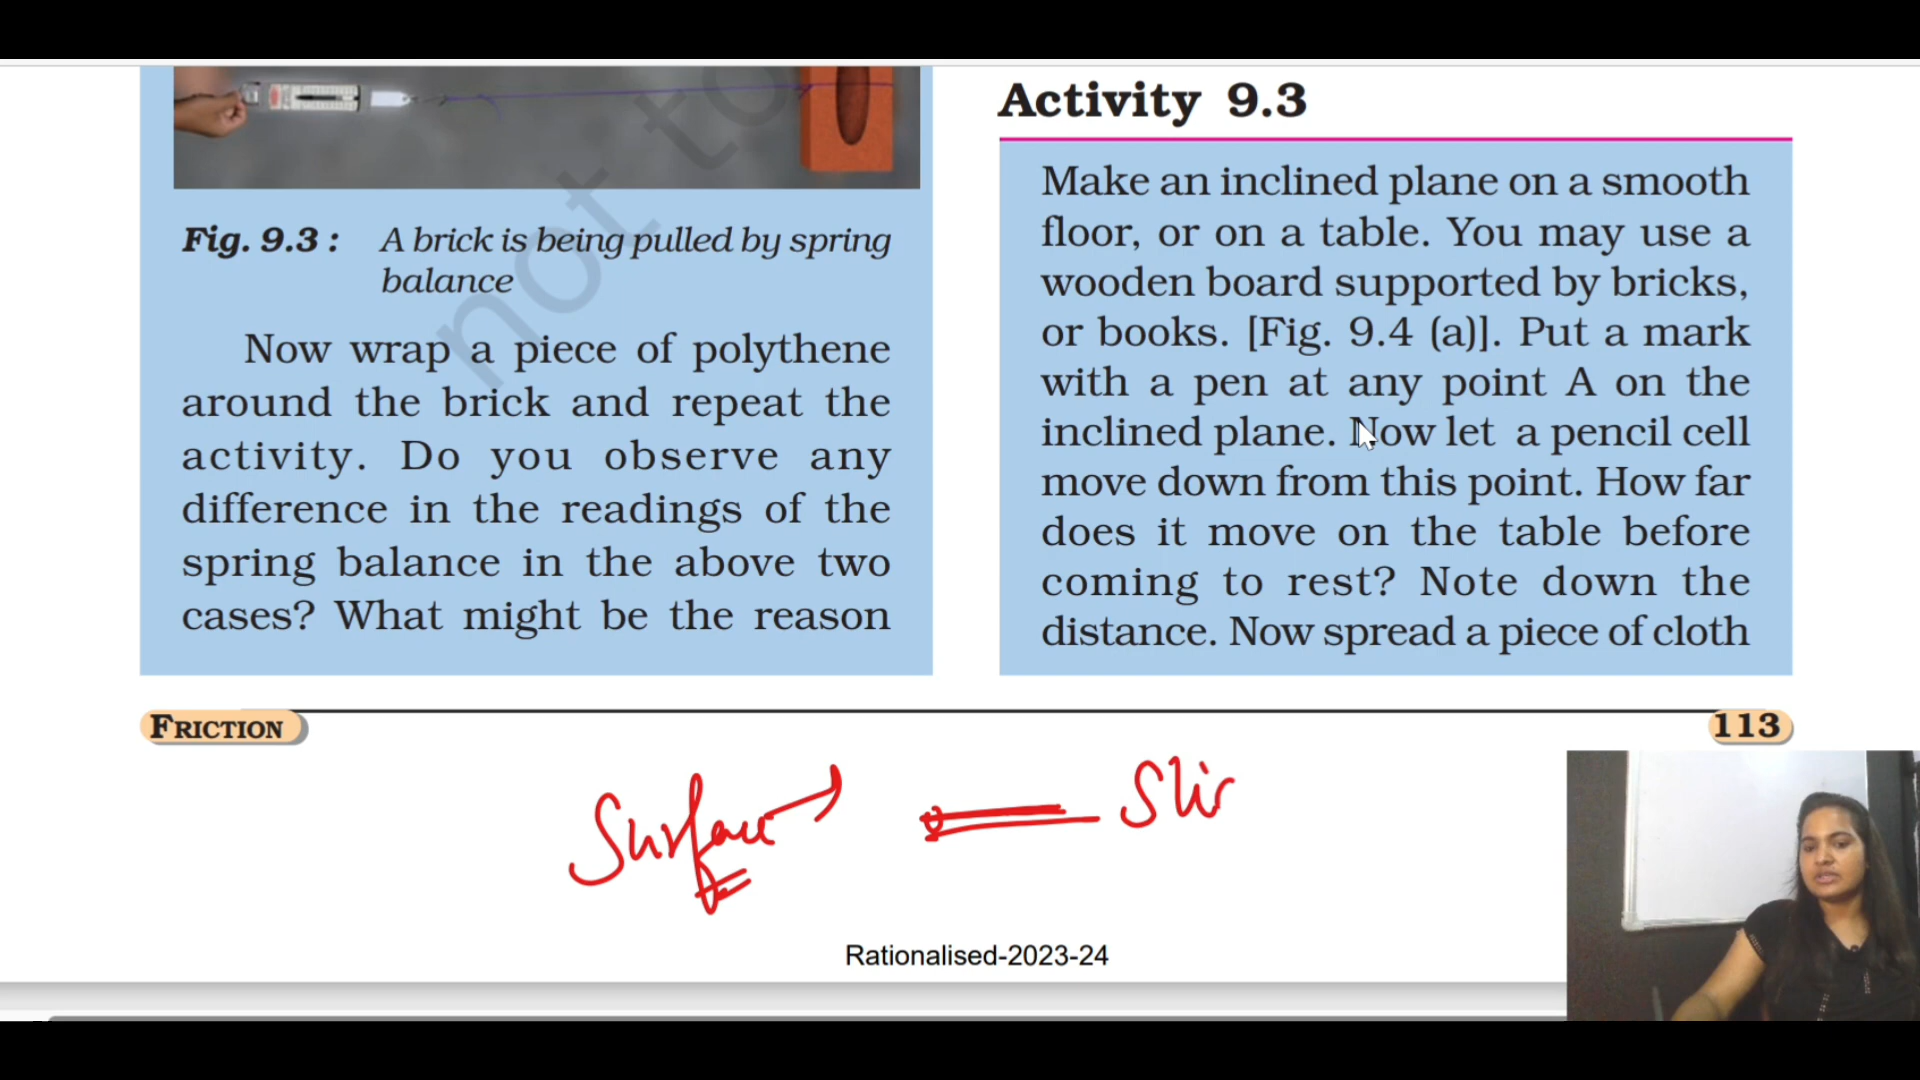 Fig. 9.3 : A brick is being pulled by spring
balance
Now wrap a piece of polythene
around the brick and repeat the
activity. Do you observe any
difference in the readings of the
spring balance in the above two
cases? What might be the reason
Activity 9.3
Make an inclined plane on a smooth
floor, or on a table. You may use a
wooden board supported by bricks,
or books. [Fig. 9.4 (a)]. Put a mark
with a pen at any point A on the
inclined plane. Now let a pencil cell
move down from this point. How far
does it move on the table before
coming to rest? Note down the
distance. Now spread a piece of cloth
FRICTION
113
Surface
Rationalised-2023-24
not to